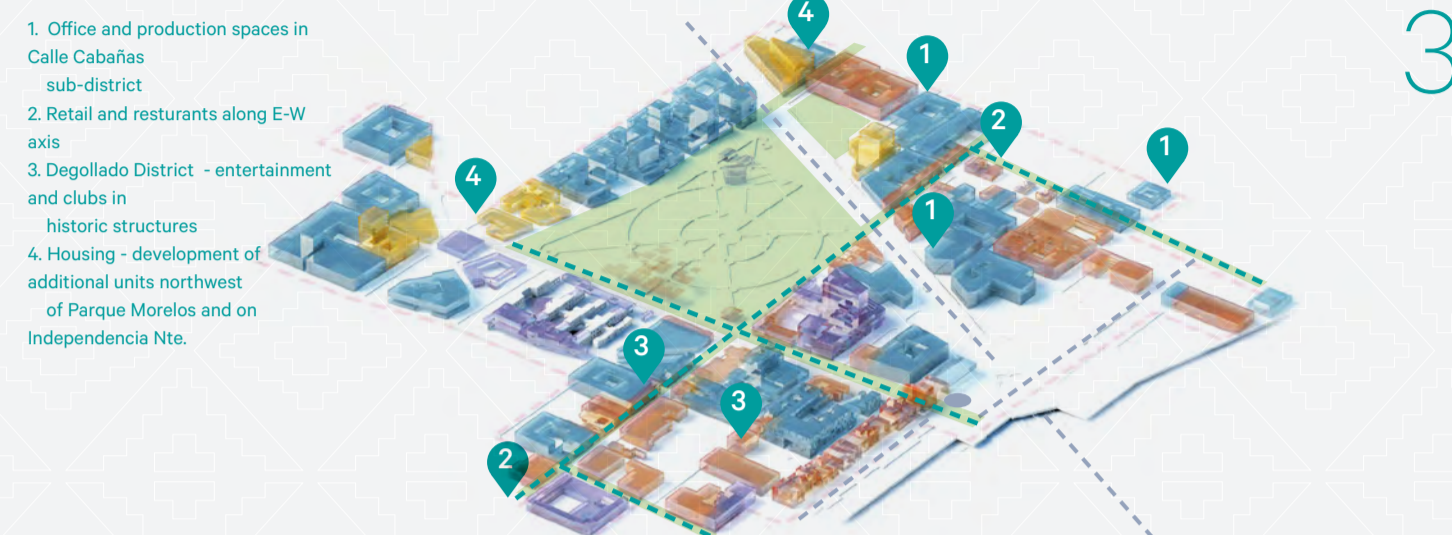 1. Office and production spaces in
Calle Cabañas
sub-district
2. Retail and resturants along E-W
axis
3. Degollado District - entertainment
and clubs in
historic structures
4. Housing - development of
additional units northwest
of Parque Morelos and on
Independencia Nte.
3
4
1
2
1
4
1
3
3
2